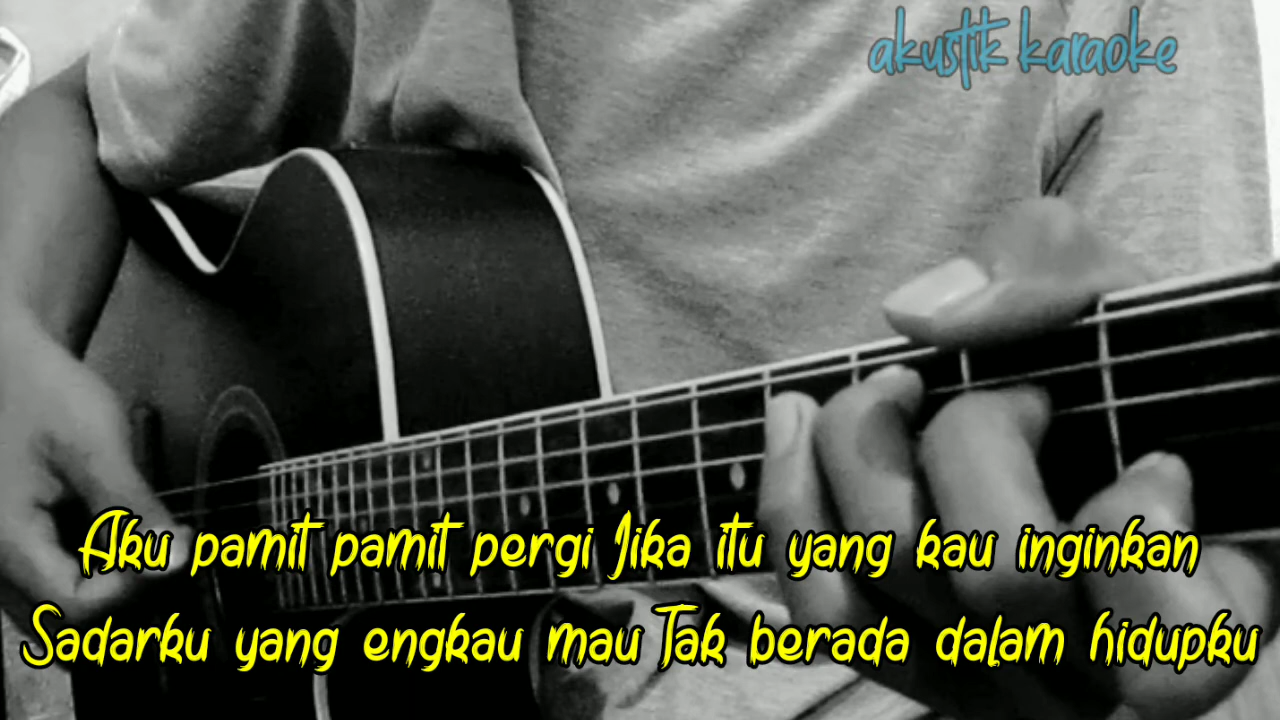 akustik karaoke
Aku pamit pamit pergi Jika itu yang kau inginkan
Sadarku yang engkau mau Tak berada dalam hidupku